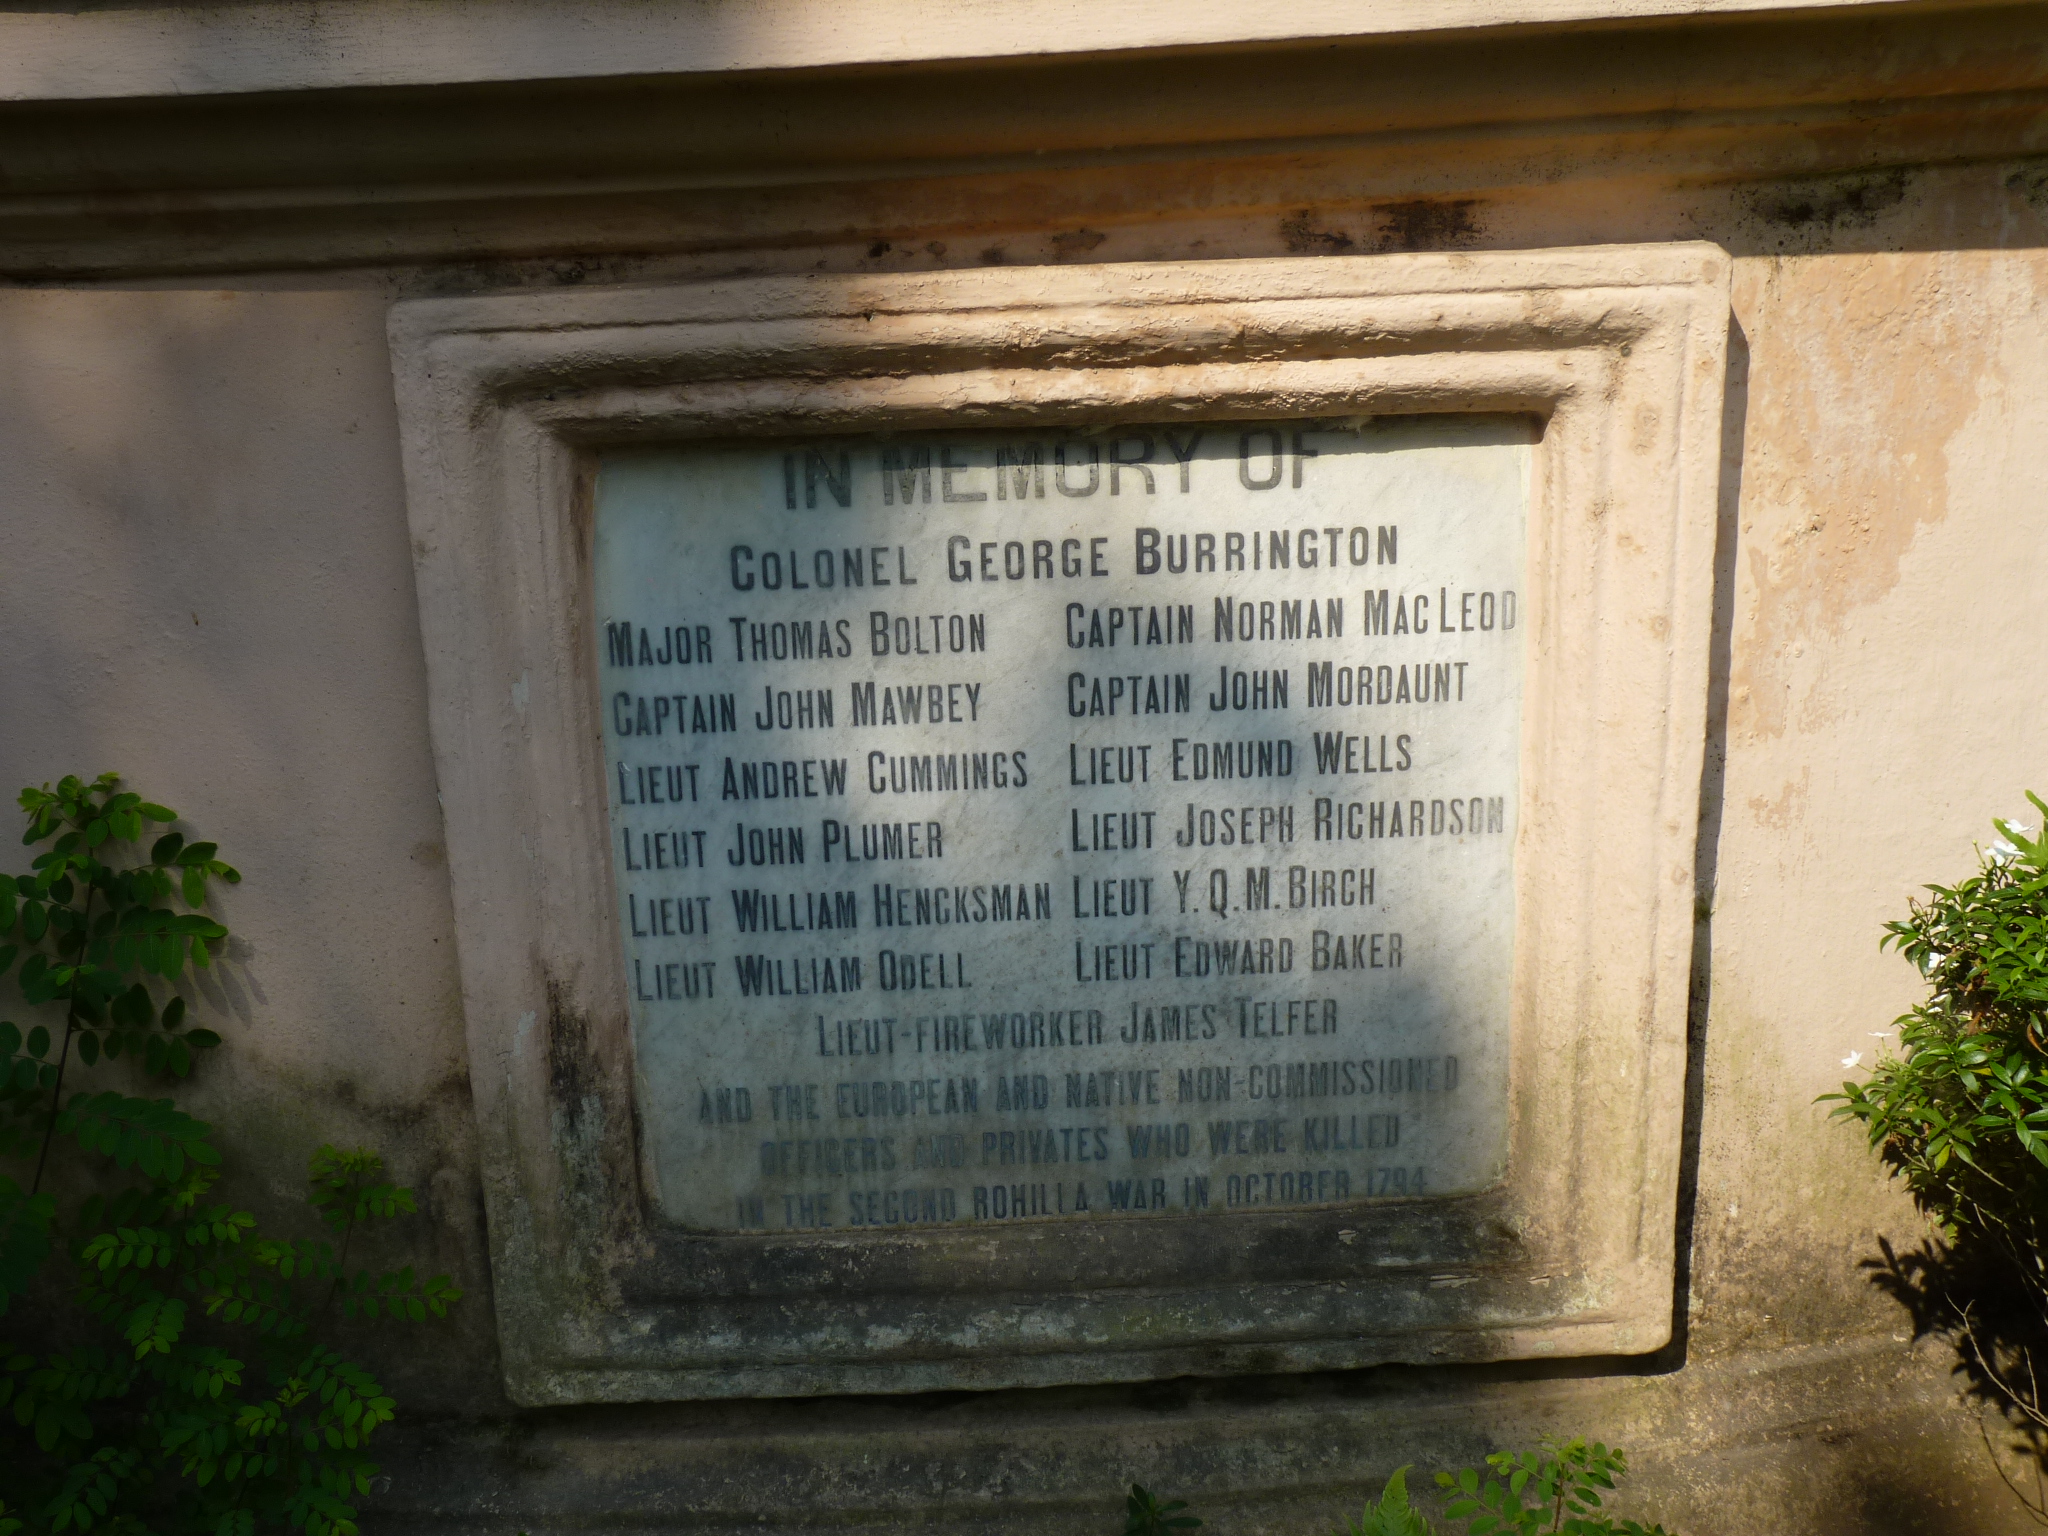 IN MEMORY OF
COLONEL GEORGE BURRINGTON
MAJOR THOMAS BOLTON CAPTAIN NORMAN MACLEOD
CAPTAIN JOHN MAWBEY CAPTAIN JOHN MORDAUNT
LIEUT ANDREW CUMMINGS LIEUT EDMUND WELLS
LIEUT JOHN PLUMER LIEUT JOSEPH RICHARDSON
LIEUT WILLIAM HENCKSMAN LIEUT Y. Q. M. BIRCH
LIEUT WILLIAM ODELL LIEUT EDWARD BAKER
LIEUT-FIREWORKER JAMES TELFER
AND THE EUROPEAN AND NATIVE NON-COMMISSIONED
OFFICERS AND PRIVATES WHO WERE KILLED
IN THE SECOND ROHILLA WAR IN OCTOBER 1794